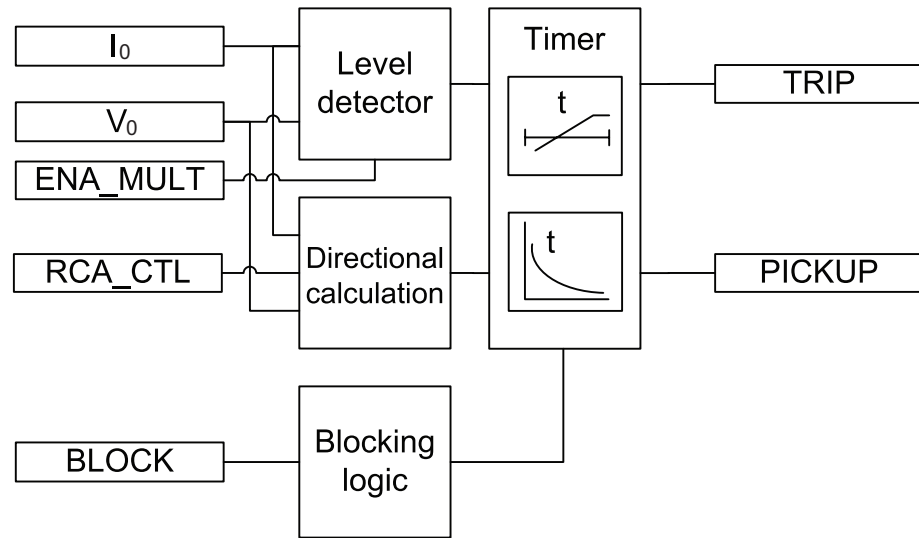 I₀
V₀
ENA_MULT
RCA_CTL
BLOCK
Level
detector
Directional
calculation
Blocking
logic
Timer
t
t
TRIP
PICKUP